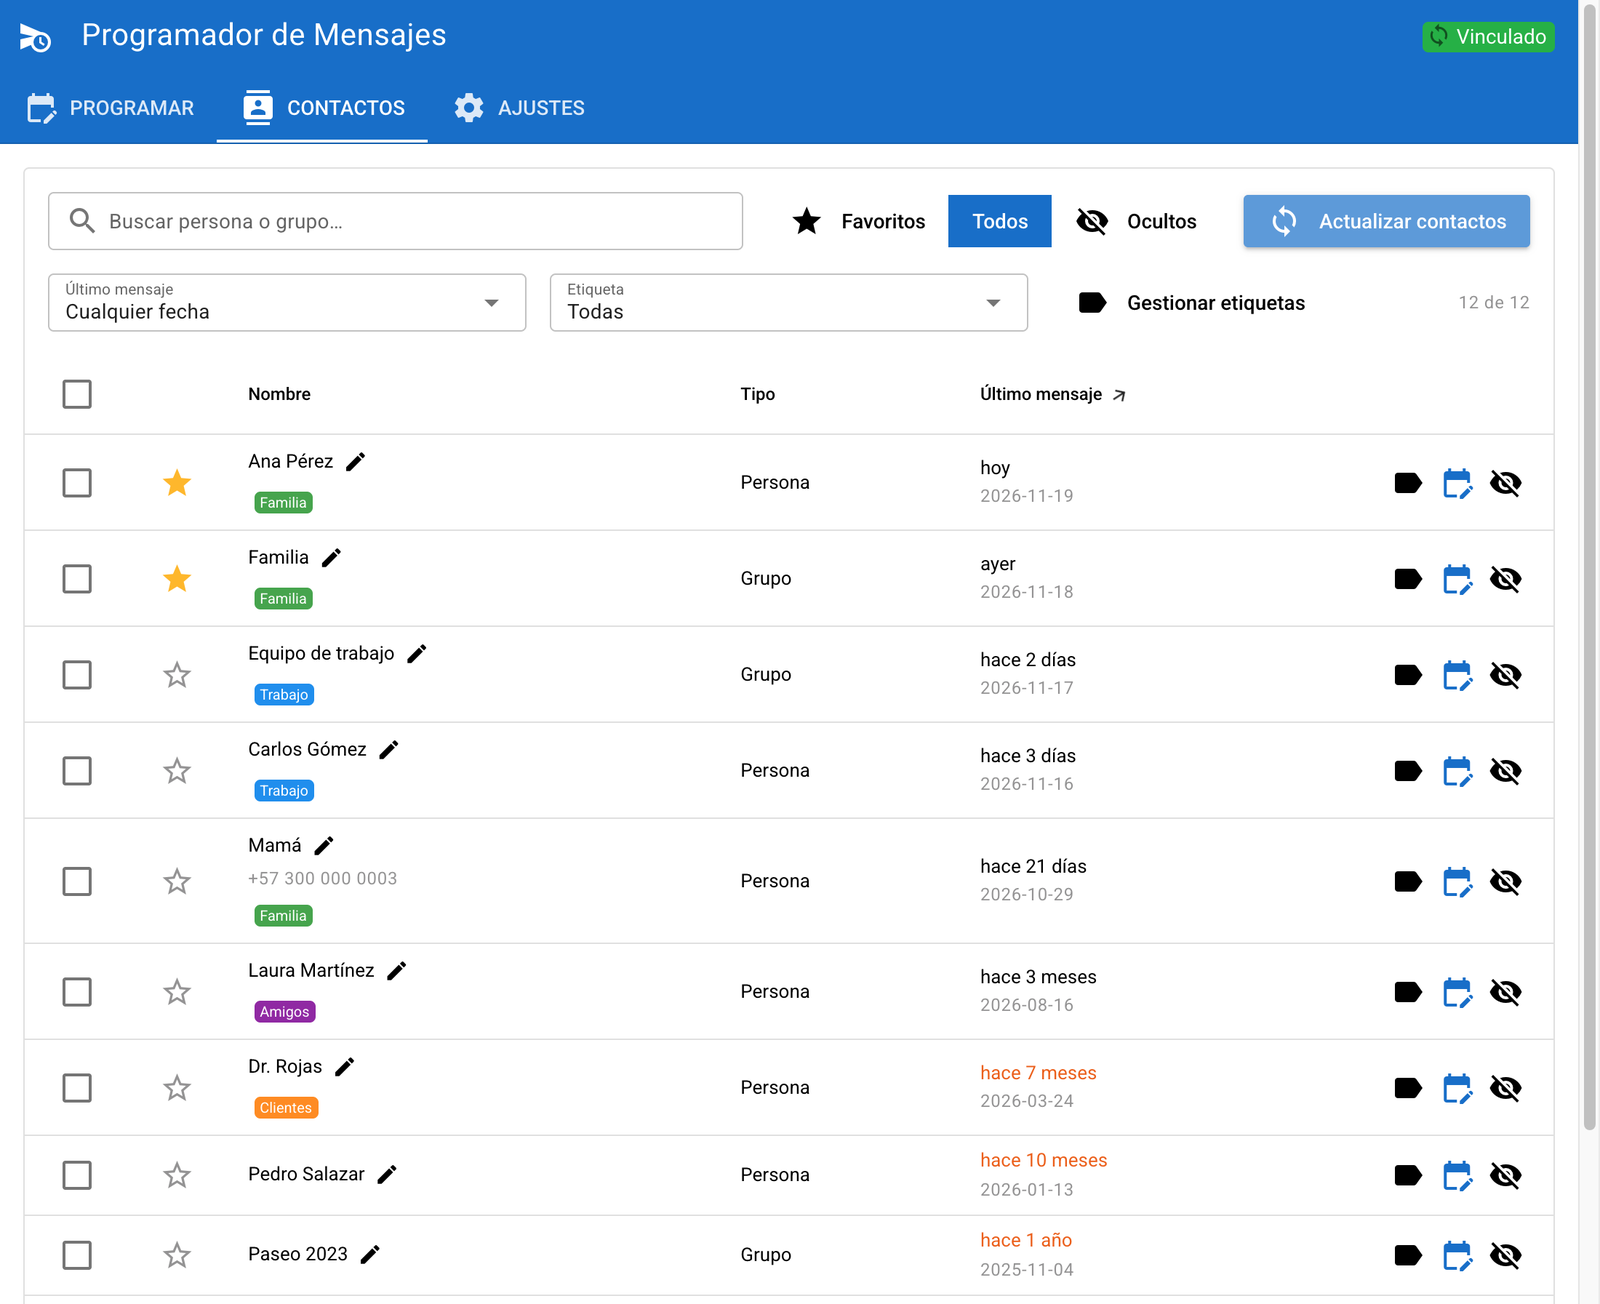 Programador de Mensajes
Vinculado
PROGRAMAR
CONTACTOS
AJUSTES
Buscar persona o grupo...
Favoritos
Todos
Ocultos
Actualizar contactos
Último mensaje
Cualquier fecha
Etiqueta
Todas
Gestionar etiquetas
12 de 12
Nombre
Tipo
Último mensaje
Ana Pérez
Familia
Persona
hoy
2026-11-19
Familia
Familia
Grupo
ayer
2026-11-18
Equipo de trabajo
Trabajo
Grupo
hace 2 días
2026-11-17
Carlos Gómez
Trabajo
Persona
hace 3 días
2026-11-16
Mamá
+57 300 000 0003
Familia
Persona
hace 21 días
2026-10-29
Laura Martínez
Amigos
Persona
hace 3 meses
2026-08-16
Dr. Rojas
Clientes
Persona
hace 7 meses
2026-03-24
Pedro Salazar
Persona
hace 10 meses
2026-01-13
Paseo 2023
Grupo
hace 1 año
2025-11-04